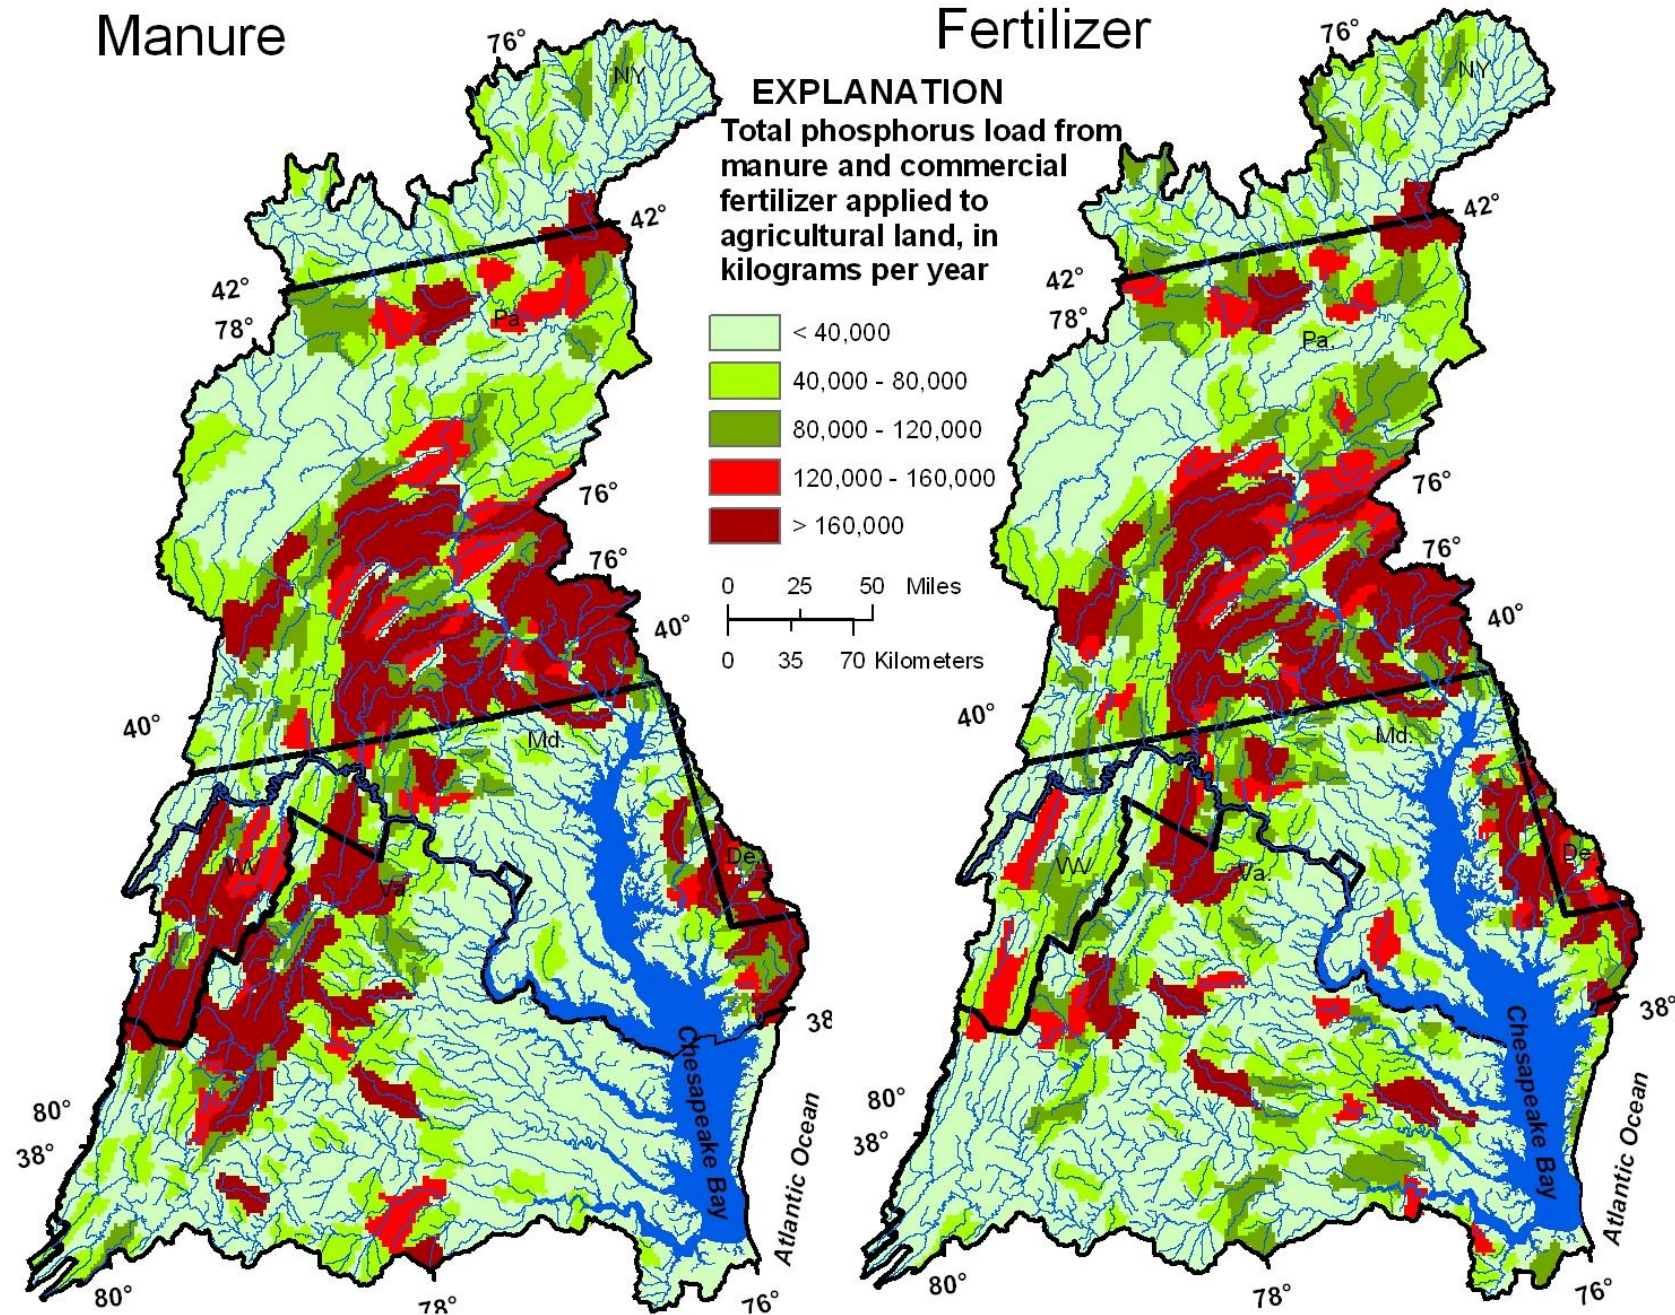 Manure
Fertilizer
EXPLANATION
Total phosphorus load from
manure and commercial
fertilizer applied to
agricultural land, in
kilograms per year
< 40,000
40,000 - 80,000
80,000 - 120,000
120,000 - 160,000
> 160,000
0 25 50 Miles
0 35 70 Kilometers
76°
NY
42°
42°
78°
Pa
76°
76°
40°
40°
Md.
WV
Va.
De.
38
Chesapeake Bay
Atlantic Ocean
80°
38°
80°
78°
76°
76°
NY
42°
42°
78°
Pa.
76°
76°
40°
40°
Md.
WV
Va.
De.
38°
Chesapeake Bay
Atlantic Ocean
80°
38°
80°
78°
76°